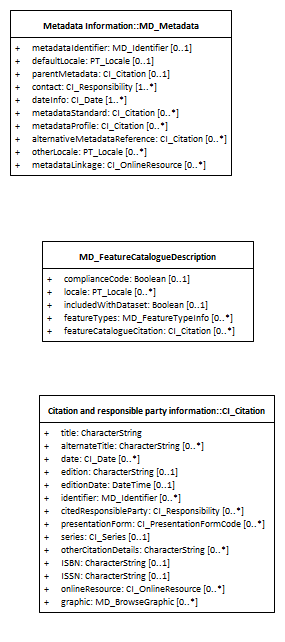 Metadata Information::MD_Metadata
+ metadataIdentifier: MD_Identifier [0..1]
+ defaultLocale: PT_Locale [0..1]
+ parentMetadata: CI_Citation [0..1]
+ contact: CI_Responsibility [1..*]
+ dateInfo: CI_Date [1..*]
+ metadataStandard: CI_Citation [0..*]
+ metadataProfile: CI_Citation [0..*]
+ alternativeMetadataReference: CI_Citation [0..*]
+ otherLocale: PT_Locale [0..*]
+ metadataLinkage: CI_OnlineResource [0..*]
MD_FeatureCatalogueDescription
+ complianceCode: Boolean [0..1]
+ locale: PT_Locale [0..*]
+ includedWithDataset: Boolean [0..1]
+ featureTypes: MD_FeatureTypeInfo [0..*]
+ featureCatalogueCitation: CI_Citation [0..*]
Citation and responsible party information::CI_Citation
+ title: CharacterString
+ alternateTitle: CharacterString [0..*]
+ date: CI_Date [0..*]
+ edition: CharacterString [0..1]
+ editionDate: DateTime [0..1]
+ identifier: MD_Identifier [0..*]
+ citedResponsibleParty: CI_Responsibility [0..*]
+ presentationForm: CI_PresentationFormCode [0..*]
+ series: CI_Series [0..1]
+ otherCitationDetails: CharacterString [0..*]
+ ISBN: CharacterString [0..1]
+ ISSN: CharacterString [0..1]
+ onlineResource: CI_OnlineResource [0..*]
+ graphic: MD_BrowseGraphic [0..*]